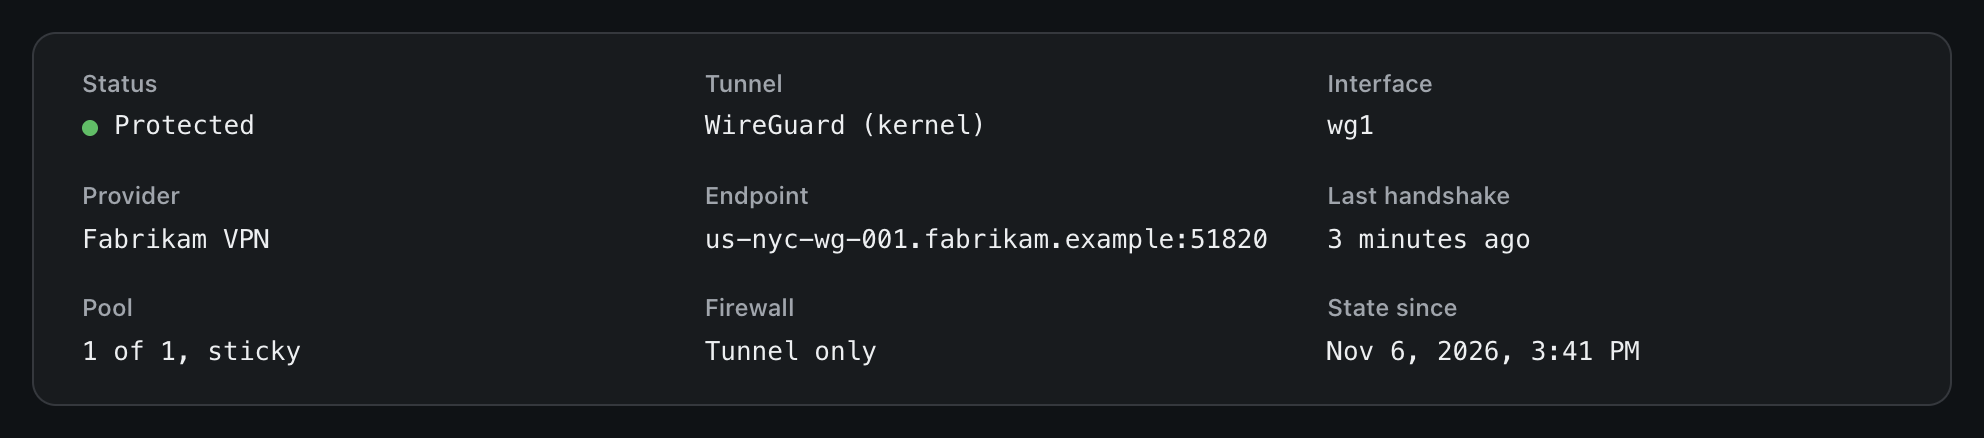 Status
Tunnel
Interface
Protected
WireGuard (kernel)
wg1
Provider
Endpoint
Last handshake
Fabrikam VPN
us-nyc-wg-001.fabrikam.example:51820
3 minutes ago
Pool
Firewall
State since
1 of 1, sticky
Tunnel only
Nov 6, 2026, 3:41 PM